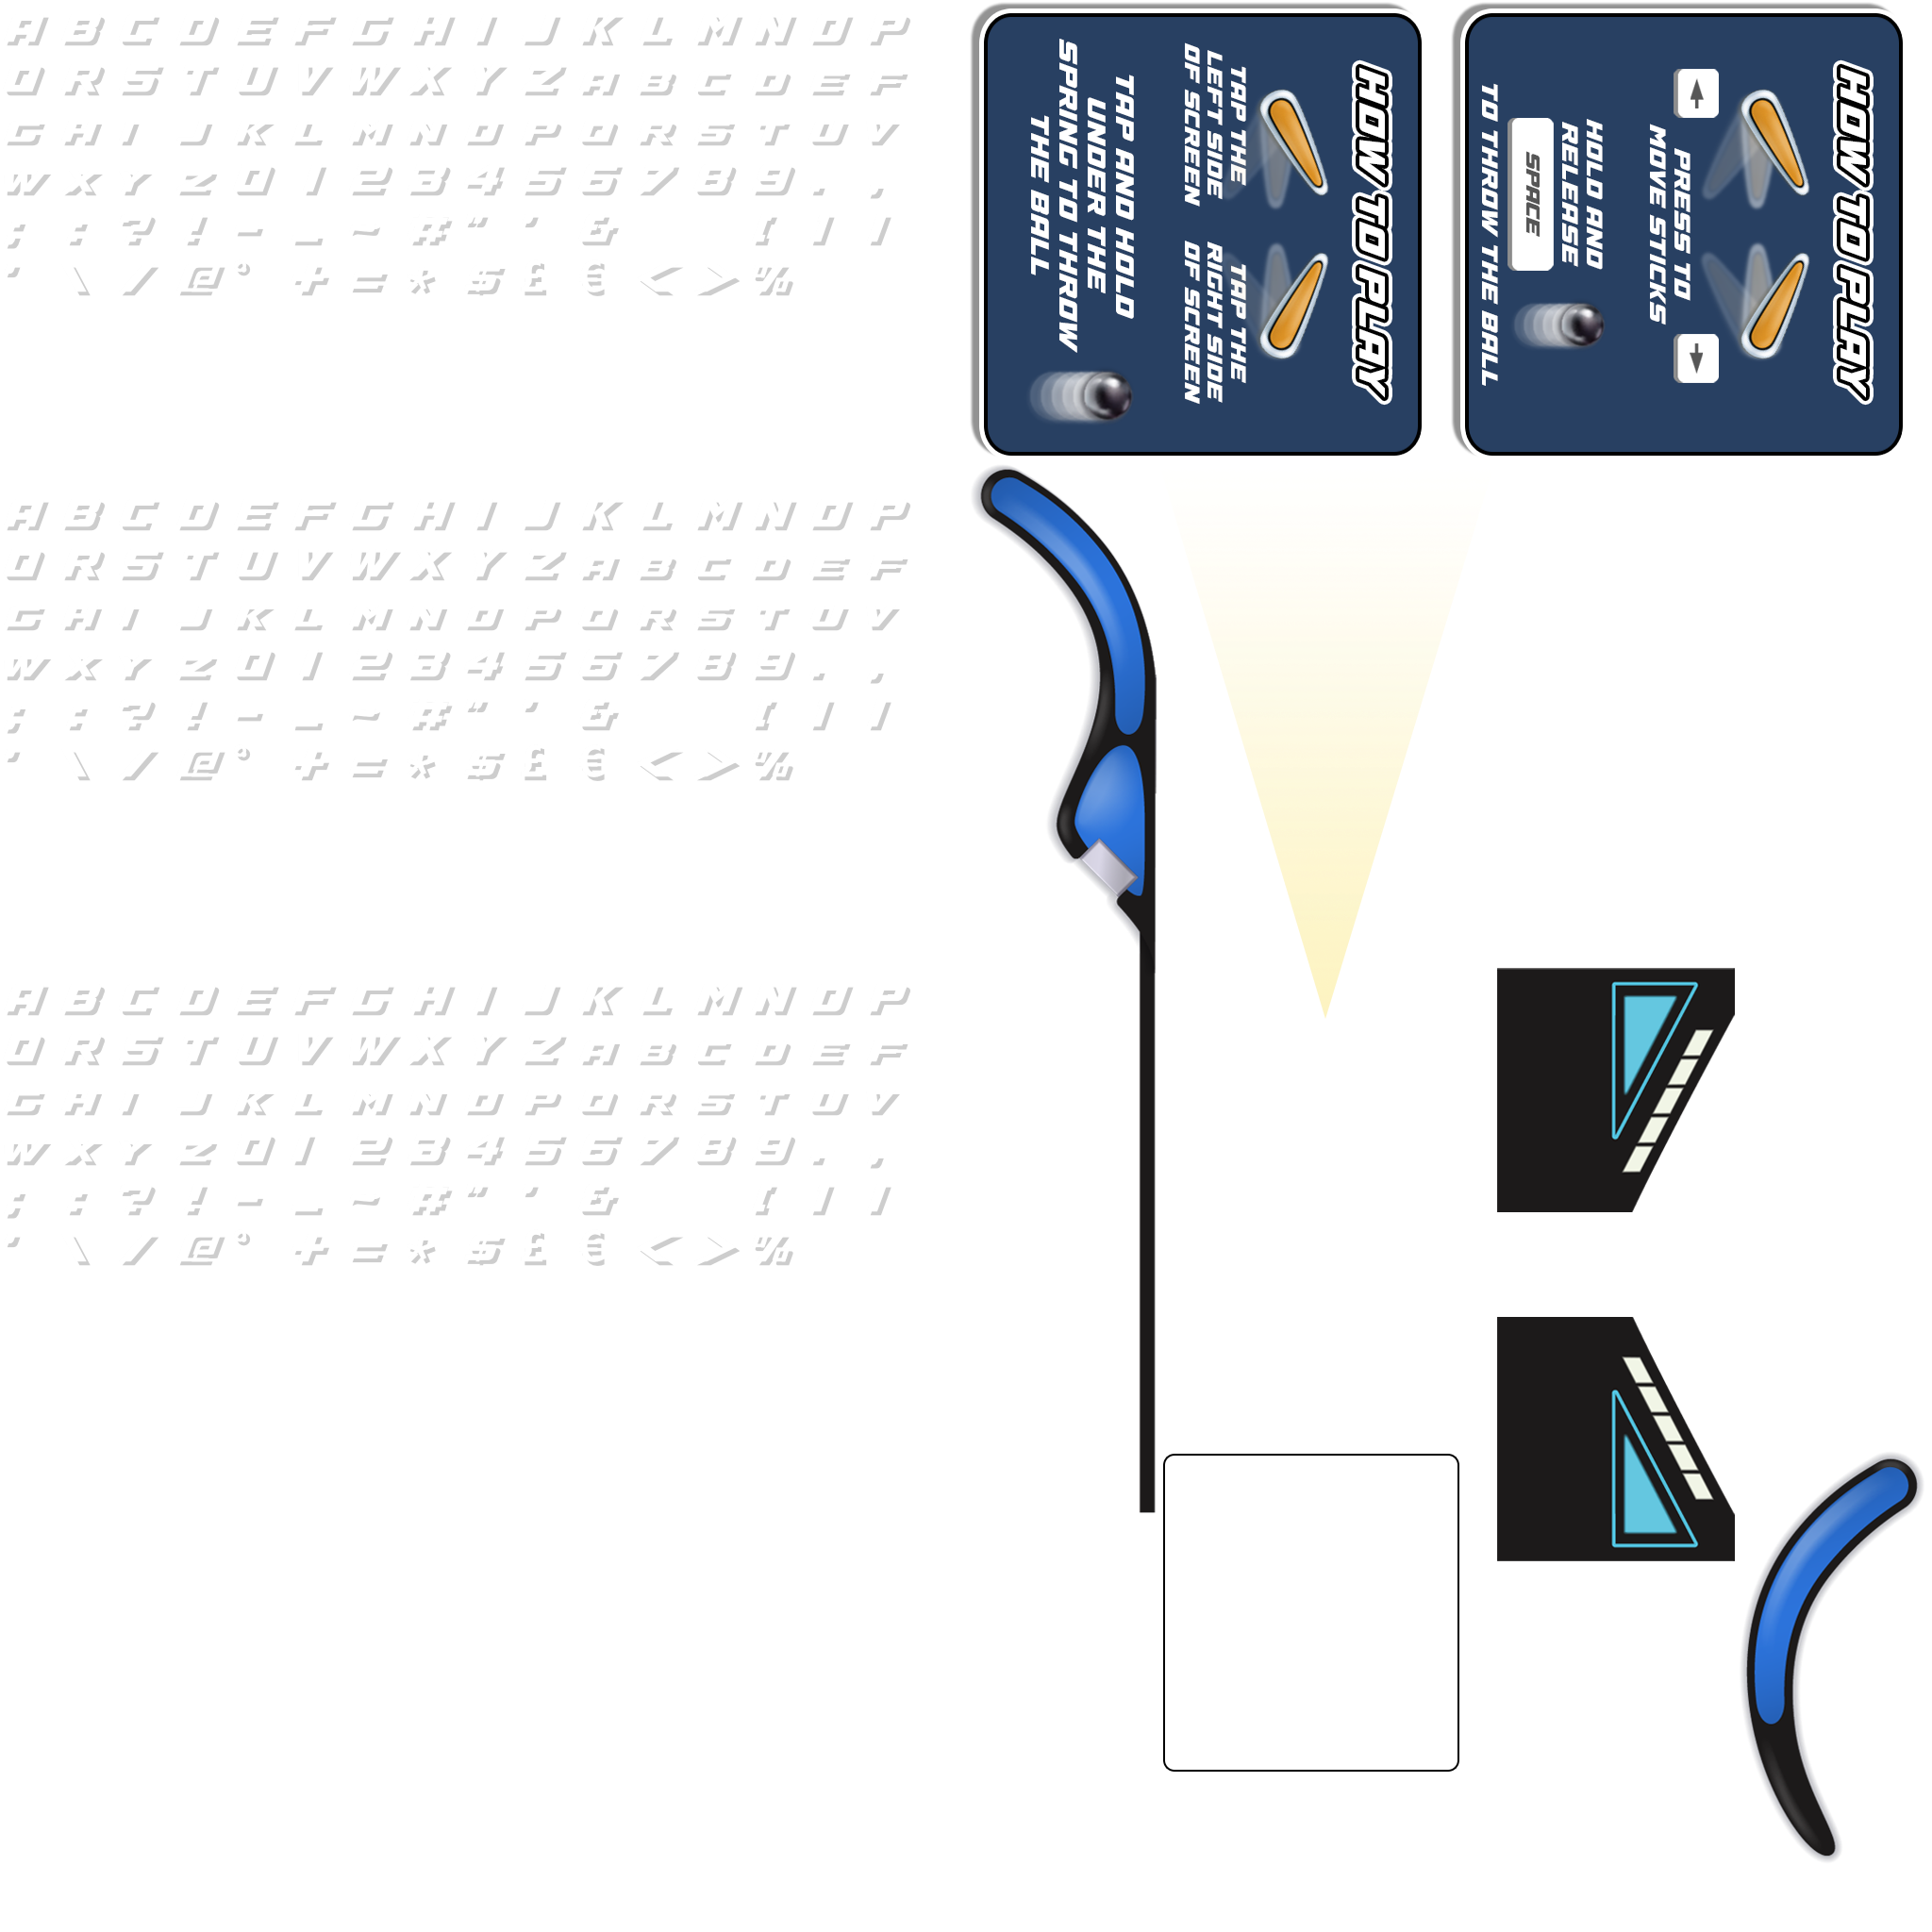 A B C D E F G H I J K L M N O P
Q R S T U V W X Y Z A B C D E F
G H I J K L M N O P Q R S T U V
W X Y Z 0 1 2 3 4 5 6 7 8 9 . ,
; : ? ! - _ ~ # " ' & [ ] |
' \ / @ ° + = * $ £ € < > %
HOW TO PLAY
TAP THE
LEFT SIDE
OF SCREEN
TAP THE
RIGHT SIDE
OF SCREEN
TAP AND HOLD
UNDER THE
SPRING TO THROW
THE BALL
HOW TO PLAY
PRESS TO
MOVE STICKS
HOLD AND
RELEASE
SPACE
TO THROW THE BALL
A B C D E F G H I J K L M N O P
Q R S T U V W X Y Z A B C D E F
G H I J K L M N O P Q R S T U V
W X Y Z 0 1 2 3 4 5 6 7 8 9 . ,
; : ? ! - _ ~ # " ' & [ ] |
' \ / @ ° + = * $ £ € < > %
A B C D E F G H I J K L M N O P
Q R S T U V W X Y Z A B C D E F
G H I J K L M N O P Q R S T U V
W X Y Z 0 1 2 3 4 5 6 7 8 9 . ,
; : ? ! - _ ~ # " ' & [ ] |
' \ / @ ° + = * $ £ € < > %